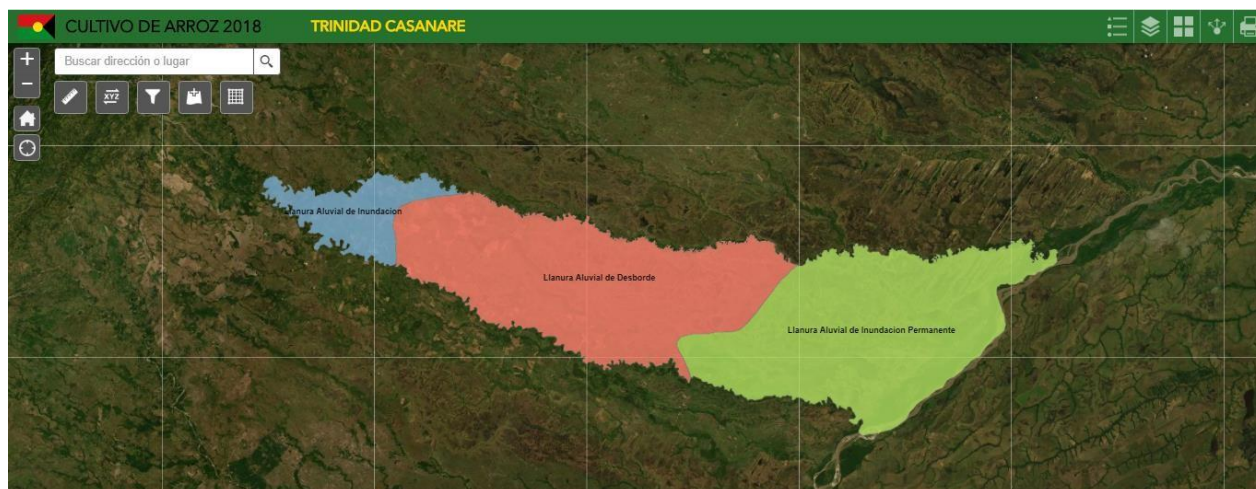 CULTIVO DE ARROZ 2018 TRINIDAD CASANARE
+
Buscar dirección o lugar
−
XYZ
Llanura Aluvial de Inundacion
Llanura Aluvial de Desborde
Llanura Aluvial de Inundacion Permanente